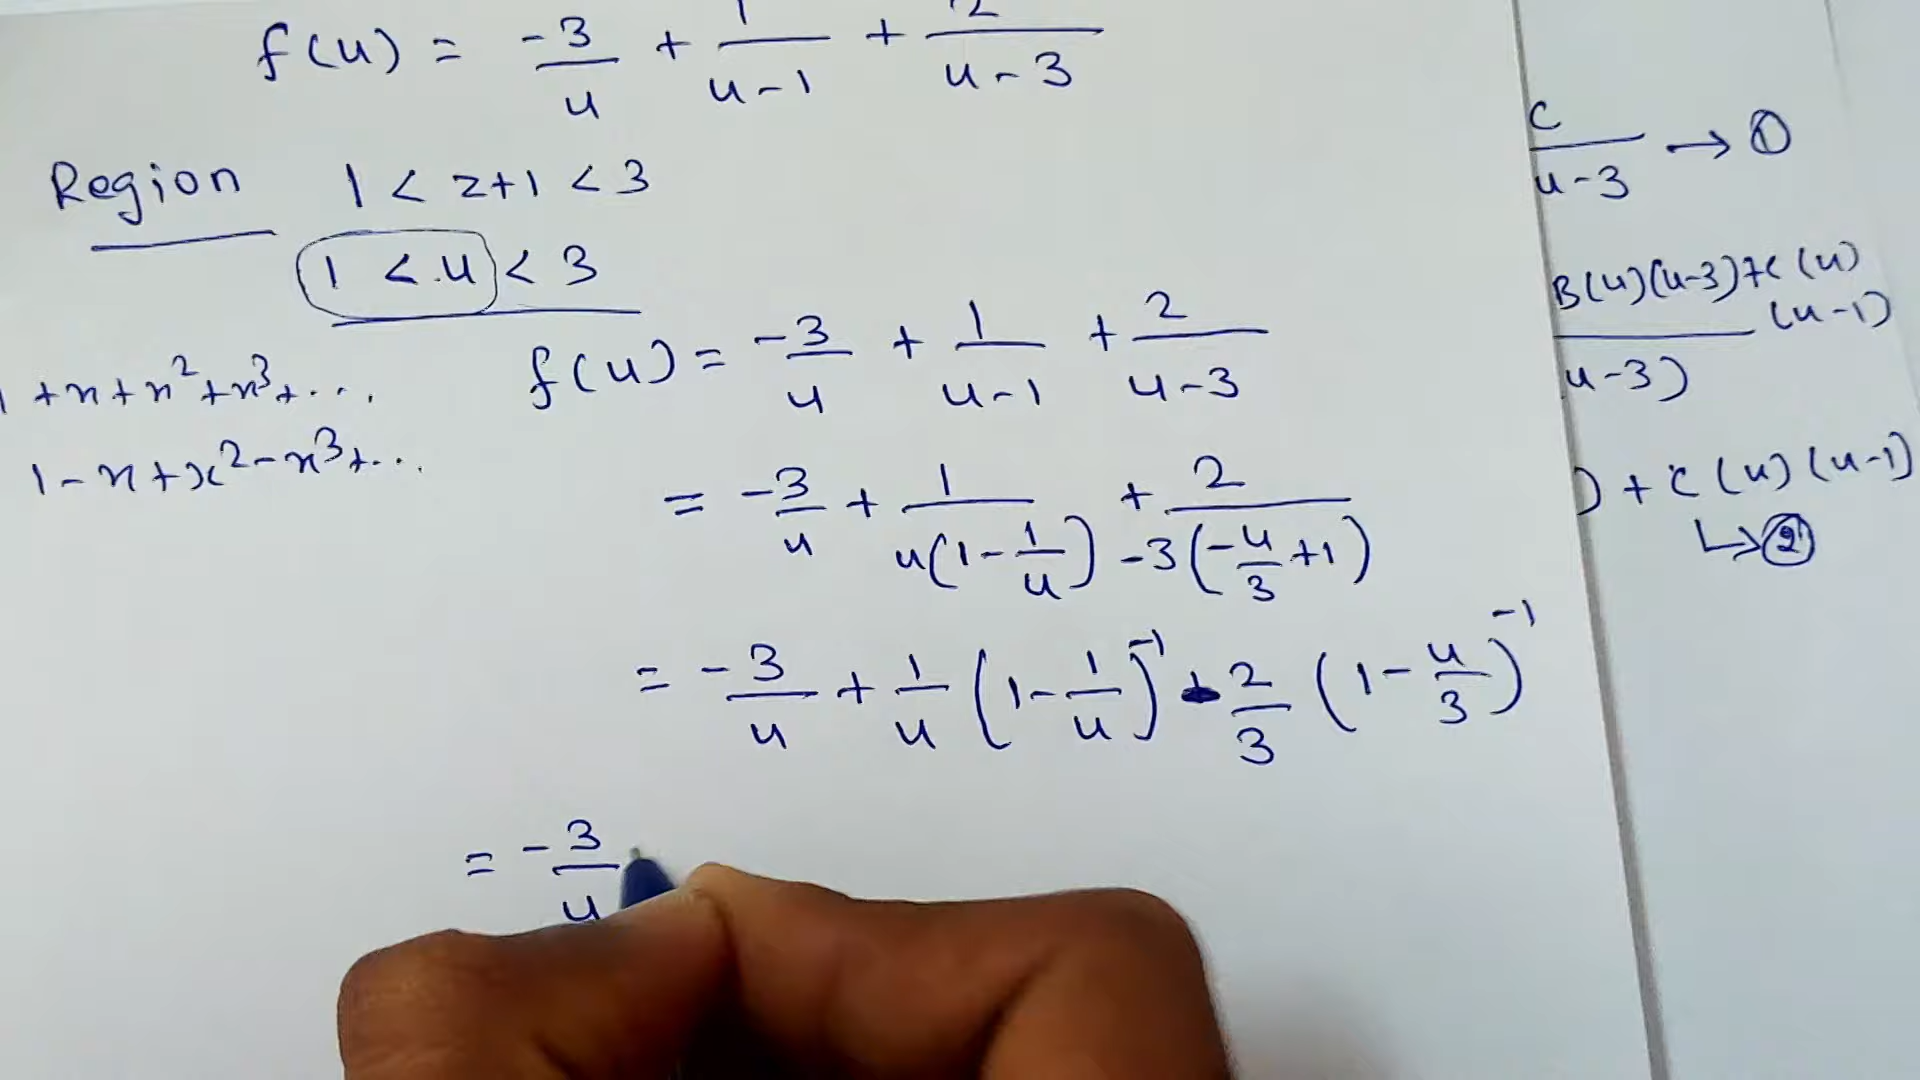 f(u) = -3/u + 1/(u-1) + 2/(u-3)
Region 1 < z+1 < 3
1 < u < 3
1 + x + x² + x³ + ...
1 - x + x² - x³ + ...
f(u) = -3/u + 1/(u-1) + 2/(u-3)
= -3/u + 1/(u(1 - 1/u)) + 2/(-3(-u/3 + 1))
= -3/u + 1/u (1 - 1/u)⁻¹ - 2/3 (1 - u/3)⁻¹
= -3/u
C/(u-3) → ①
B(u)(u-3)+C(u)(u-1)
u-3)
) + C(u)(u-1)
↳ ②